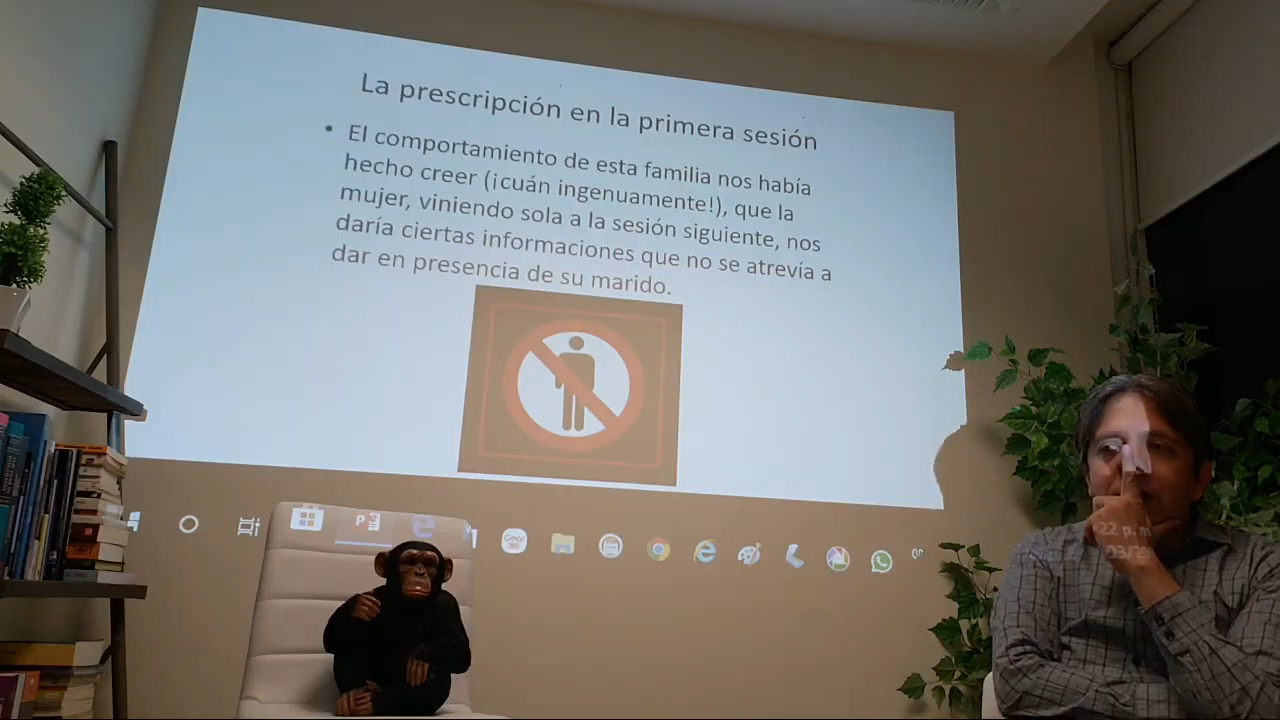 La prescripción en la primera sesión
• El comportamiento de esta familia nos había
hecho creer (¡cuán ingenuamente!), que la
mujer, viniendo sola a la sesión siguiente, nos
daría ciertas informaciones que no se atrevía a
dar en presencia de su marido.
22 p. m.